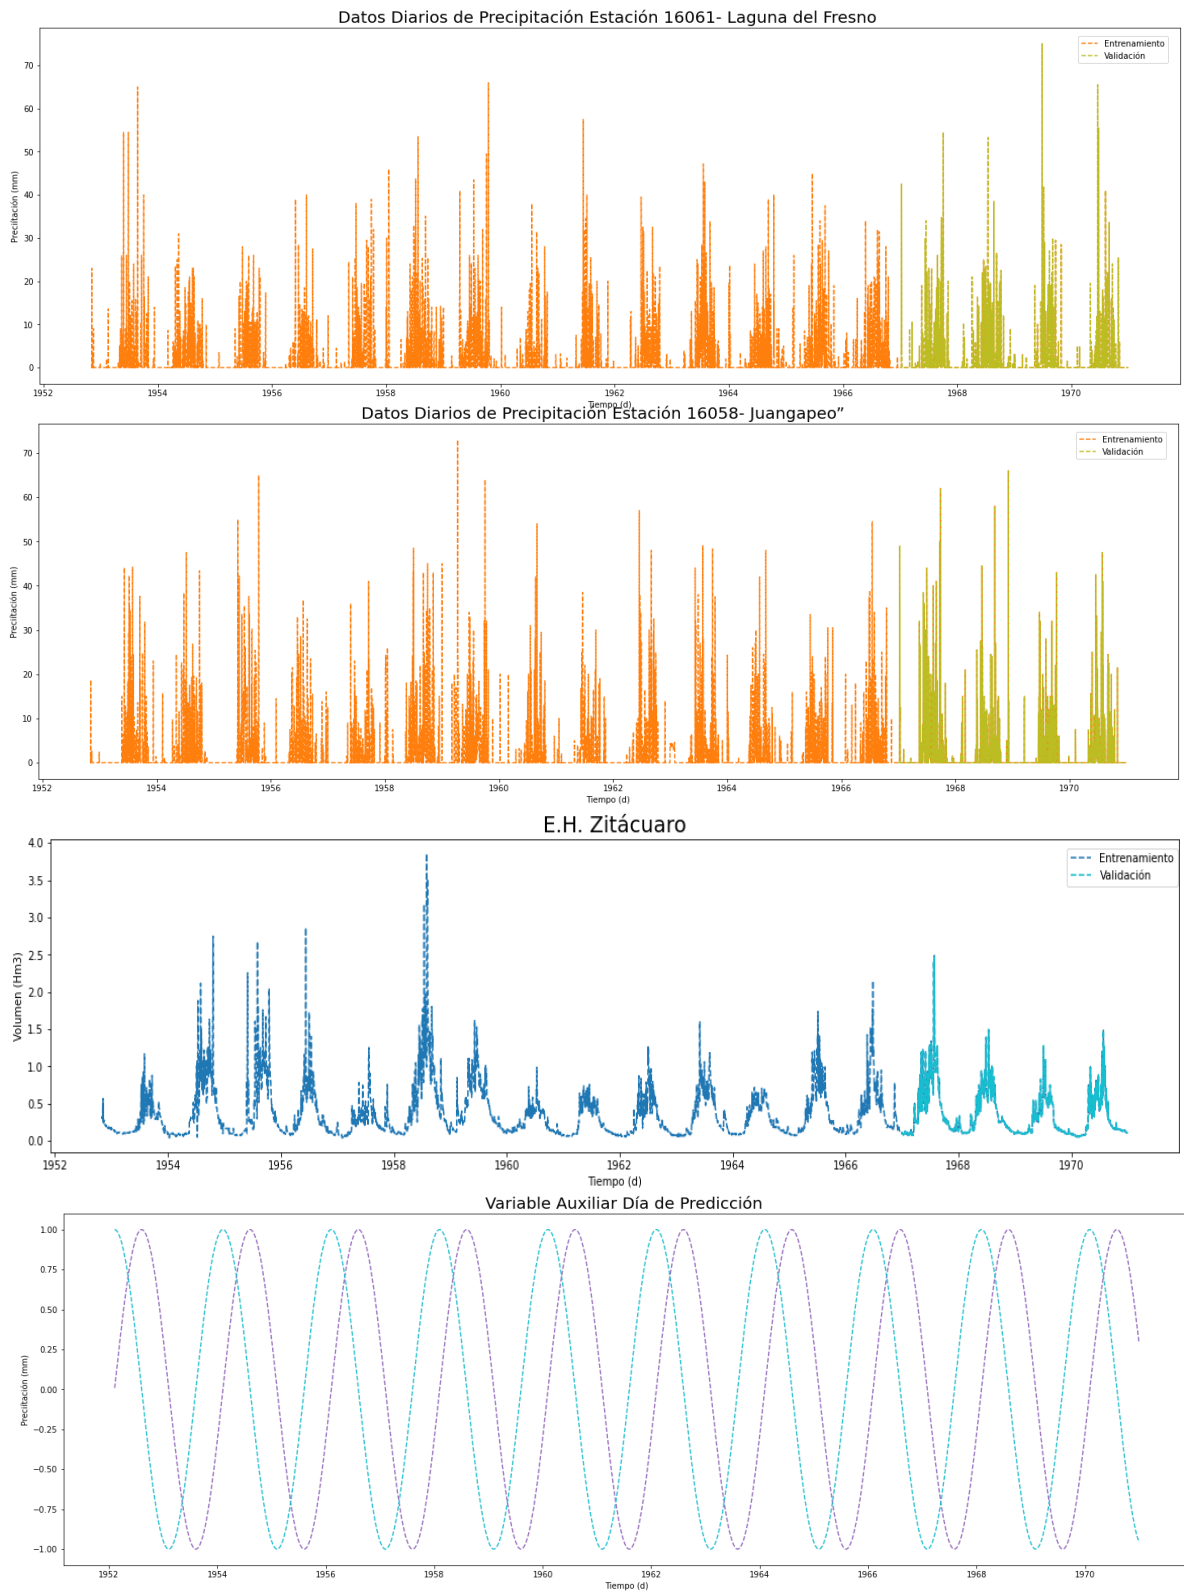 Datos Diarios de Precipitación Estación 16061- Laguna del Fresno
Entrenamiento
Validación
70
60
50
40
30
20
10
0
Preciltación (mm)
1952 1954 1956 1958 1960 1962 1964 1966 1968 1970
Tiempo (d)
Datos Diarios de Precipitación Estación 16058- Juangapeo”
Entrenamiento
Validación
70
60
50
40
30
20
10
0
Preciltación (mm)
1952 1954 1956 1958 1960 1962 1964 1966 1968 1970
Tiempo (d)
E.H. Zitácuaro
Entrenamiento
Validación
4.0
3.5
3.0
2.5
2.0
1.5
1.0
0.5
0.0
Volumen (Hm3)
1952 1954 1956 1958 1960 1962 1964 1966 1968 1970
Tiempo (d)
Variable Auxiliar Día de Predicción
1.00
0.75
0.50
0.25
0.00
−0.25
−0.50
−0.75
−1.00
Preciltación (mm)
1952 1954 1956 1958 1960 1962 1964 1966 1968 1970
Tiempo (d)